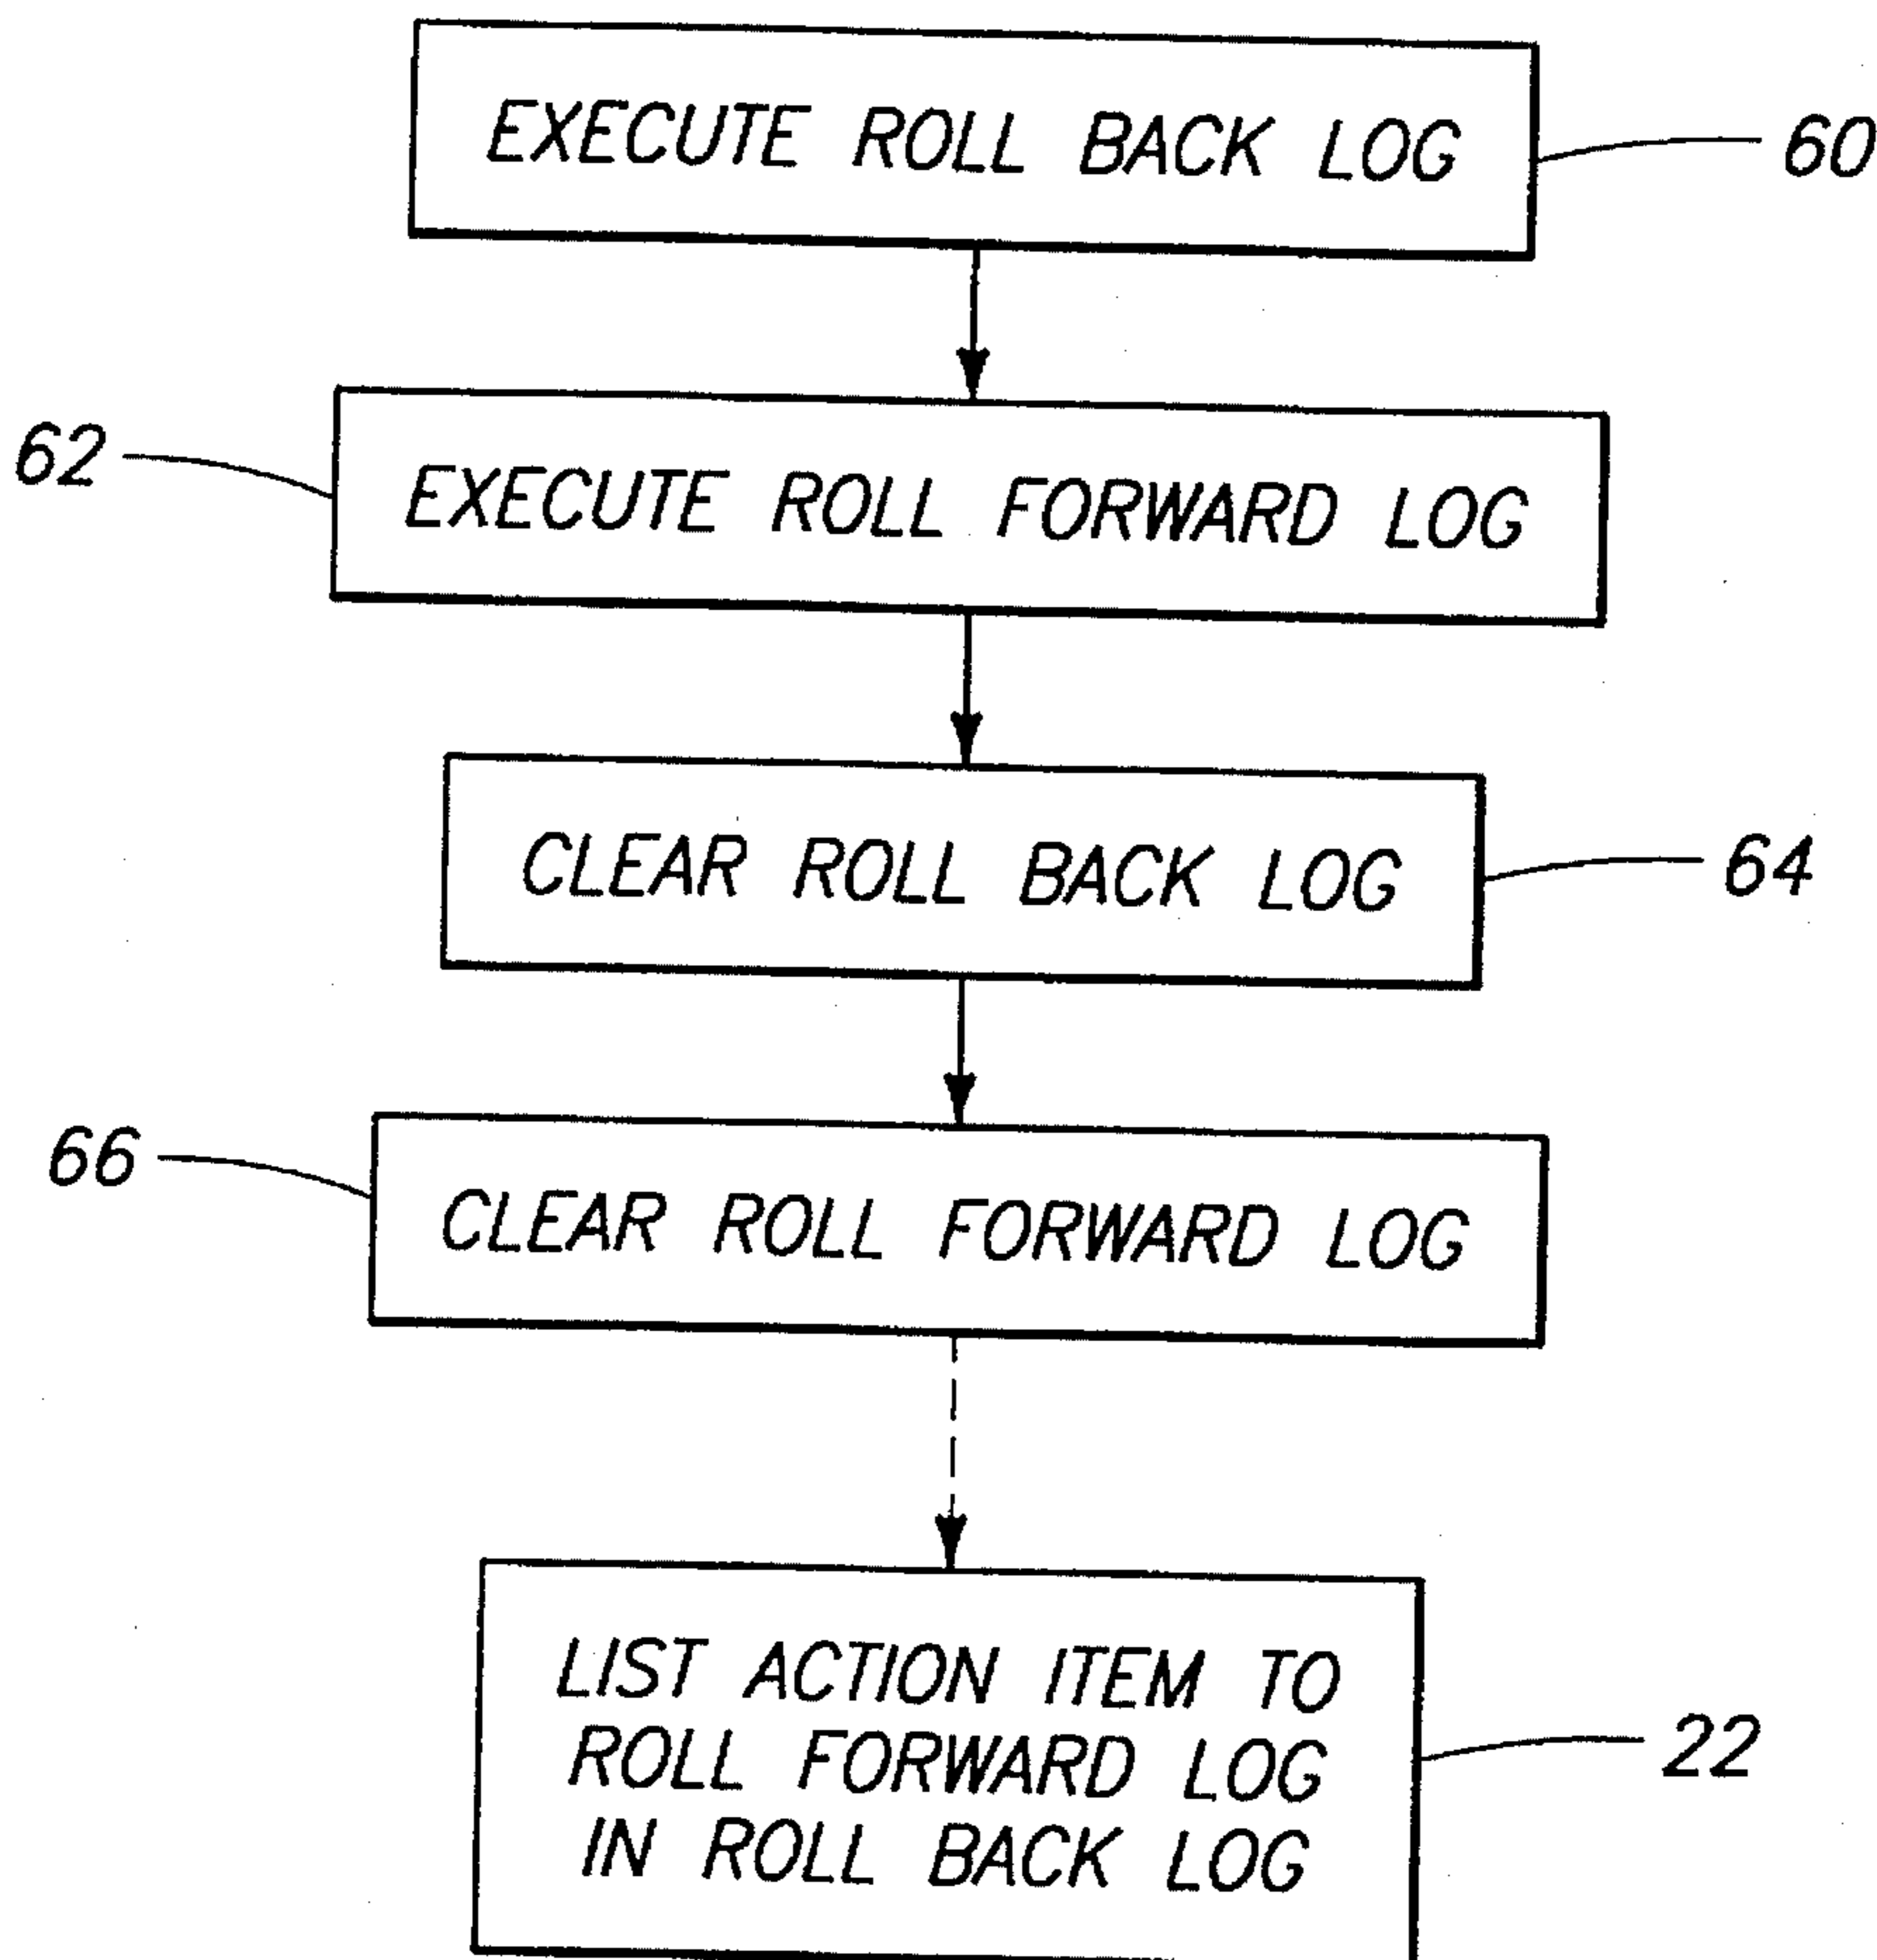 EXECUTE ROLL BACK LOG
60
62
EXECUTE ROLL FORWARD LOG
CLEAR ROLL BACK LOG
64
66
CLEAR ROLL FORWARD LOG
LIST ACTION ITEM TO
ROLL FORWARD LOG
IN ROLL BACK LOG
22